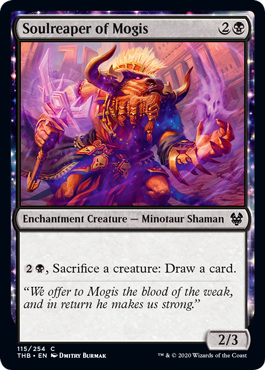 Soulreaper of Mogis 2
Enchantment Creature — Minotaur Shaman
2, Sacrifice a creature: Draw a card.
“We offer to Mogis the blood of the weak,
and in return he makes us strong.”
2/3
115/254 C
THB • EN Dmitry Burmak
™ & © 2020 Wizards of the Coast